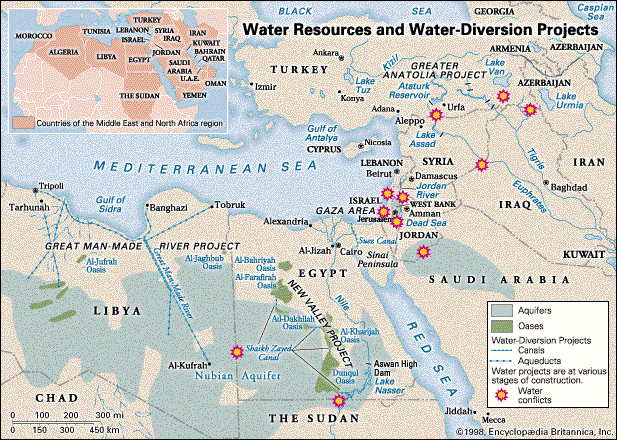 Water Resources and Water-Diversion Projects
BLACK SEA
GEORGIA
Caspian Sea
ARMENIA
AZERBAIJAN
AZERBAIJAN
MOROCCO
ALGERIA
TUNISIA
LIBYA
TURKEY
LEBANON
ISRAEL
SYRIA
IRAQ
IRAN
JORDAN
KUWAIT
BAHRAIN
QATAR
EGYPT
SAUDI
ARABIA
U.A.E.
OMAN
YEMEN
THE SUDAN
Countries of the Middle East and North Africa region
Ankara
TURKEY
Kizil
Lake
Tuz
GREATER
ANATOLIA PROJECT
Lake
Van
Ataturk
Reservoir
Urfa
Lake
Urmia
Izmir
Konya
Adana
Aleppo
Lake
Assad
Gulf of
Antalya
Nicosia
CYPRUS
SYRIA
Tigris
IRAN
LEBANON
Beirut
Damascus
Jordan
River
Baghdad
Euphrates
IRAQ
MEDITERRANEAN SEA
ISRAEL
WEST BANK
Amman
GAZA AREA
Jerusalem
Dead Sea
JORDAN
KUWAIT
Tripoli
Tarhunah
Gulf of
Sidra
Banghazi
Tobruk
Alexandria
Suez Canal
Al-Jizah
Cairo
Sinai
Peninsula
SAUDI ARABIA
GREAT MAN-MADE
RIVER PROJECT
Al-Jufrah
Oasis
Great Man-Made River
Al-Jaghbub
Oasis
Al-Bahriyah
Oasis
Al-Farafirah
Oasis
EGYPT
NEW VALLEY PROJECT
Nile
LIBYA
Ad-Dakhilah
Oasis
Al-Kharijah
Oasis
Shaikh Zayed
Canal
Al-Kufrah
Nubian Aquifer
Dunqul
Oasis
Aswan High
Dam
Lake
Nasser
RED SEA
CHAD
THE SUDAN
Jiddah
Mecca
Aquifers
Oases
Water-Diversion Projects
Canals
Aqueducts
Water projects are at various
stages of construction.
Water
conflicts
0 100 200 300 mi
0 150 300 450 km
©1998, Encyclopædia Britannica, Inc.